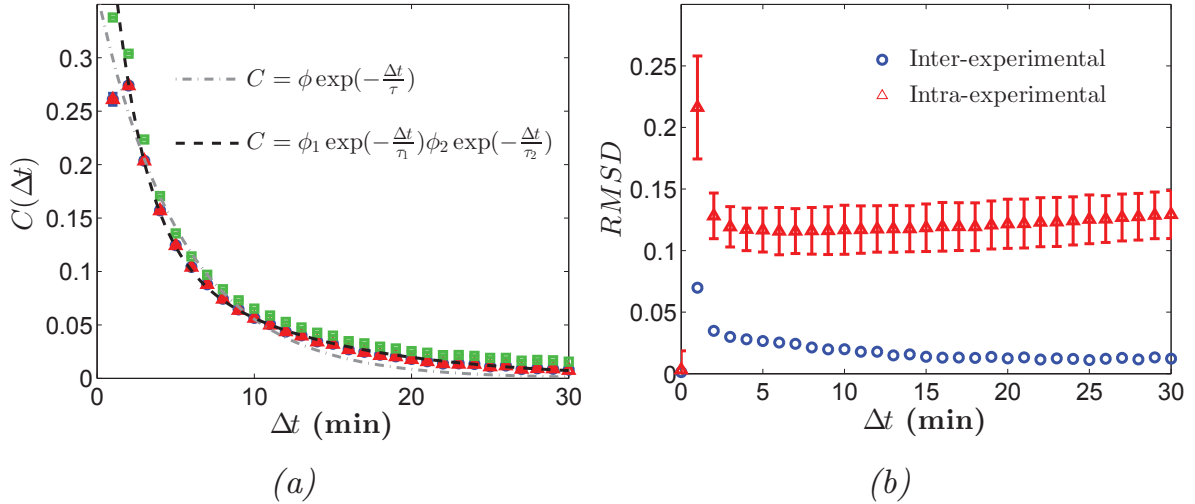 0.3
0.25
0.2
0.15
0.1
0.05
0
0 10 20 30
C(Δt)
Δt (min)
C = ϕ exp(−Δt/τ)
C = ϕ₁ exp(−Δt/τ₁)ϕ₂ exp(−Δt/τ₂)
(a)
0.25
0.2
0.15
0.1
0.05
0
0 5 10 15 20 25 30
RMSD
Δt (min)
Inter-experimental
Intra-experimental
(b)